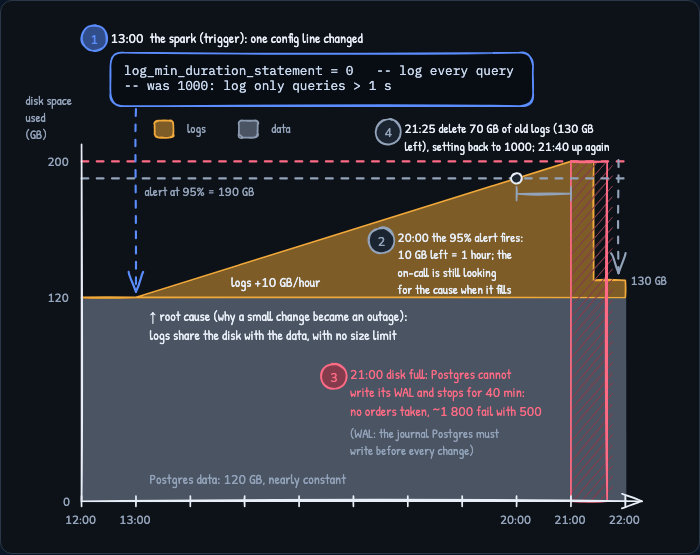 1 13:00 the spark (trigger): one config line changed
log_min_duration_statement = 0 -- log every query
-- was 1000: log only queries > 1 s
disk space
used
(GB)
logs
data
4 21:25 delete 70 GB of old logs (130 GB
left), setting back to 1000; 21:40 up again
200
alert at 95% = 190 GB
2 20:00 the 95% alert fires:
10 GB left = 1 hour; the
on-call is still looking
for the cause when it fills
logs +10 GB/hour
130 GB
120
↑ root cause (why a small change became an outage):
logs share the disk with the data, with no size limit
3 21:00 disk full: Postgres cannot
write its WAL and stops for 40 min:
no orders taken, ~1 800 fail with 500
(WAL: the journal Postgres must
write before every change)
Postgres data: 120 GB, nearly constant
0
12:00 13:00 20:00 21:00 22:00